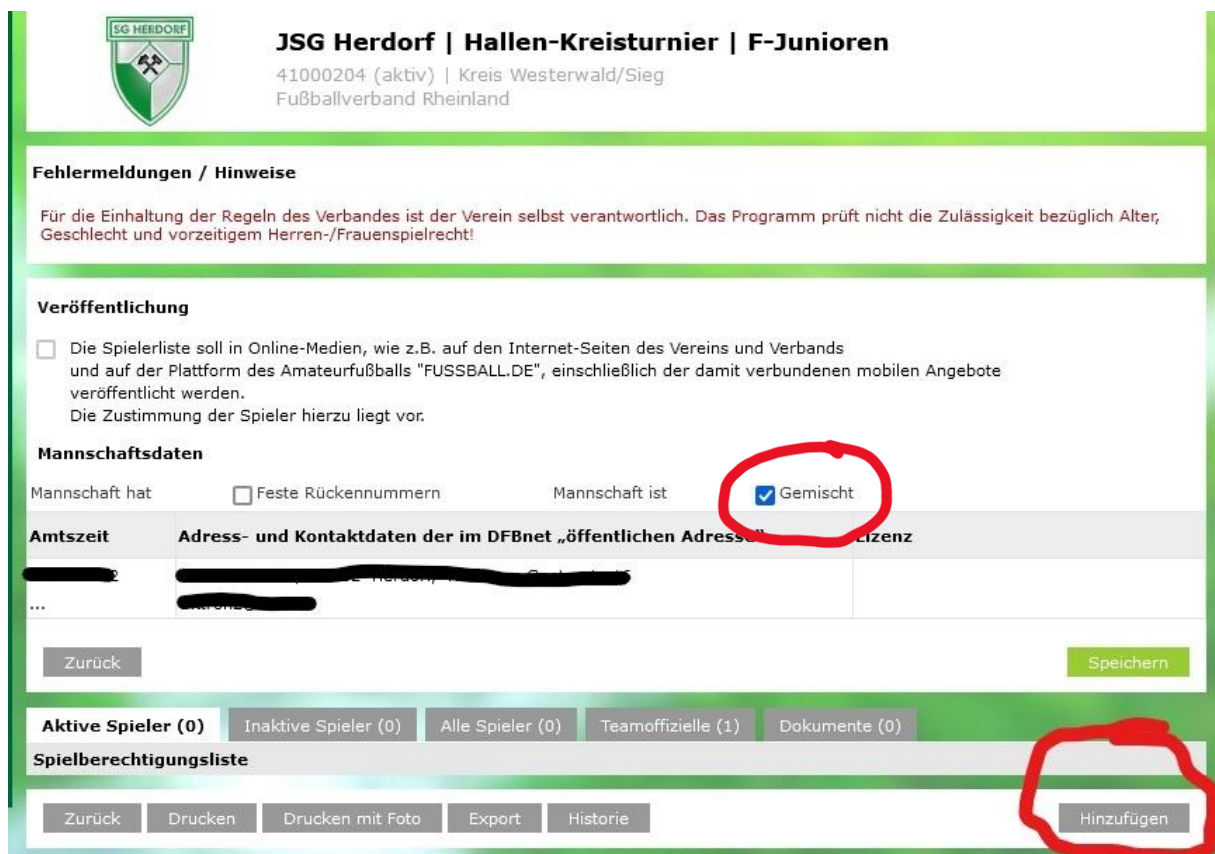 SG HERDORF
JSG Herdorf | Hallen-Kreisturnier | F-Junioren
41000204 (aktiv) | Kreis Westerwald/Sieg
Fußballverband Rheinland
Fehlermeldungen / Hinweise
Für die Einhaltung der Regeln des Verbandes ist der Verein selbst verantwortlich. Das Programm prüft nicht die Zulässigkeit bezüglich Alter,
Geschlecht und vorzeitigem Herren-/Frauenspielrecht!
Veröffentlichung
Die Spielerliste soll in Online-Medien, wie z.B. auf den Internet-Seiten des Vereins und Verbands
und auf der Plattform des Amateurfußballs "FUSSBALL.DE", einschließlich der damit verbundenen mobilen Angebote
veröffentlicht werden.
Die Zustimmung der Spieler hierzu liegt vor.
Mannschaftsdaten
Mannschaft hat Feste Rückennummern Mannschaft ist Gemischt
Amtszeit Adress- und Kontaktdaten der im DFBnet „öffentlichen Adresse" Lizenz
...
Zurück Speichern
Aktive Spieler (0) Inaktive Spieler (0) Alle Spieler (0) Teamoffizielle (1) Dokumente (0)
Spielberechtigungsliste
Zurück Drucken Drucken mit Foto Export Historie Hinzufügen